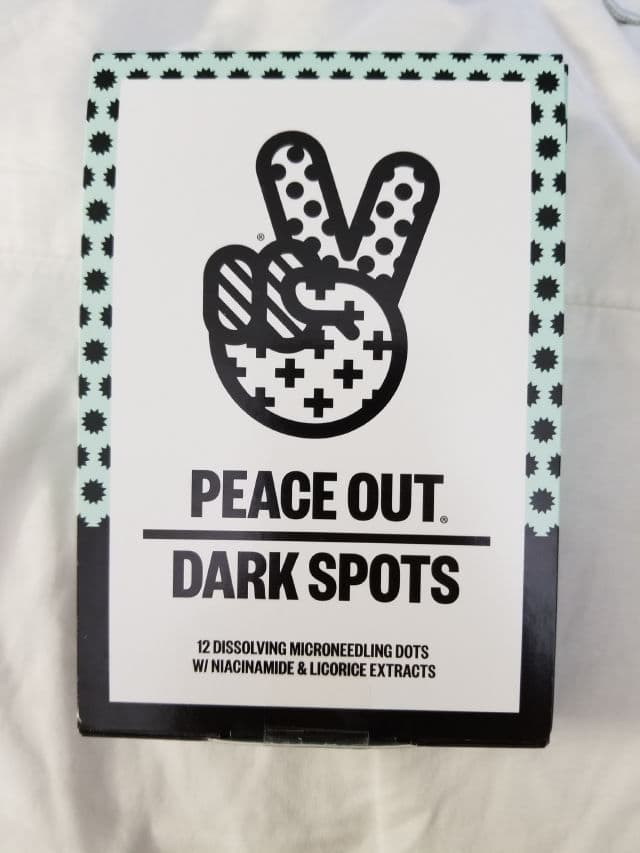 ®
PEACE OUT®
DARK SPOTS
12 DISSOLVING MICRONEEDLING DOTS
W/ NIACINAMIDE & LICORICE EXTRACTS